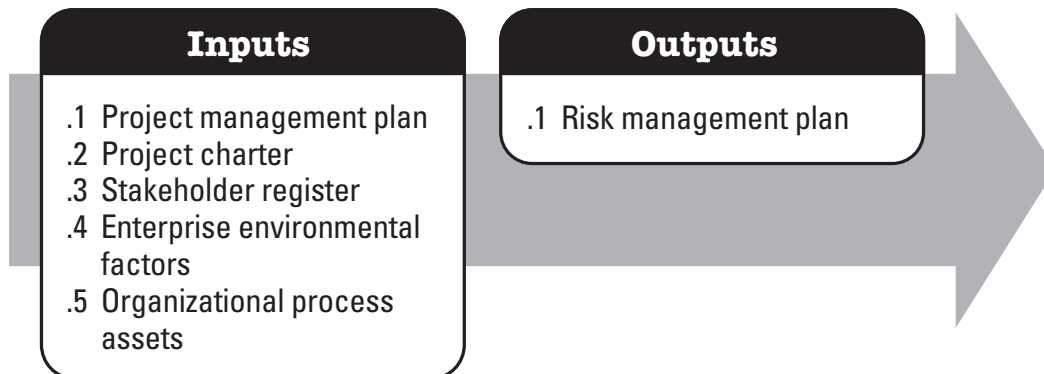 Inputs
.1 Project management plan
.2 Project charter
.3 Stakeholder register
.4 Enterprise environmental
factors
.5 Organizational process
assets
Outputs
.1 Risk management plan